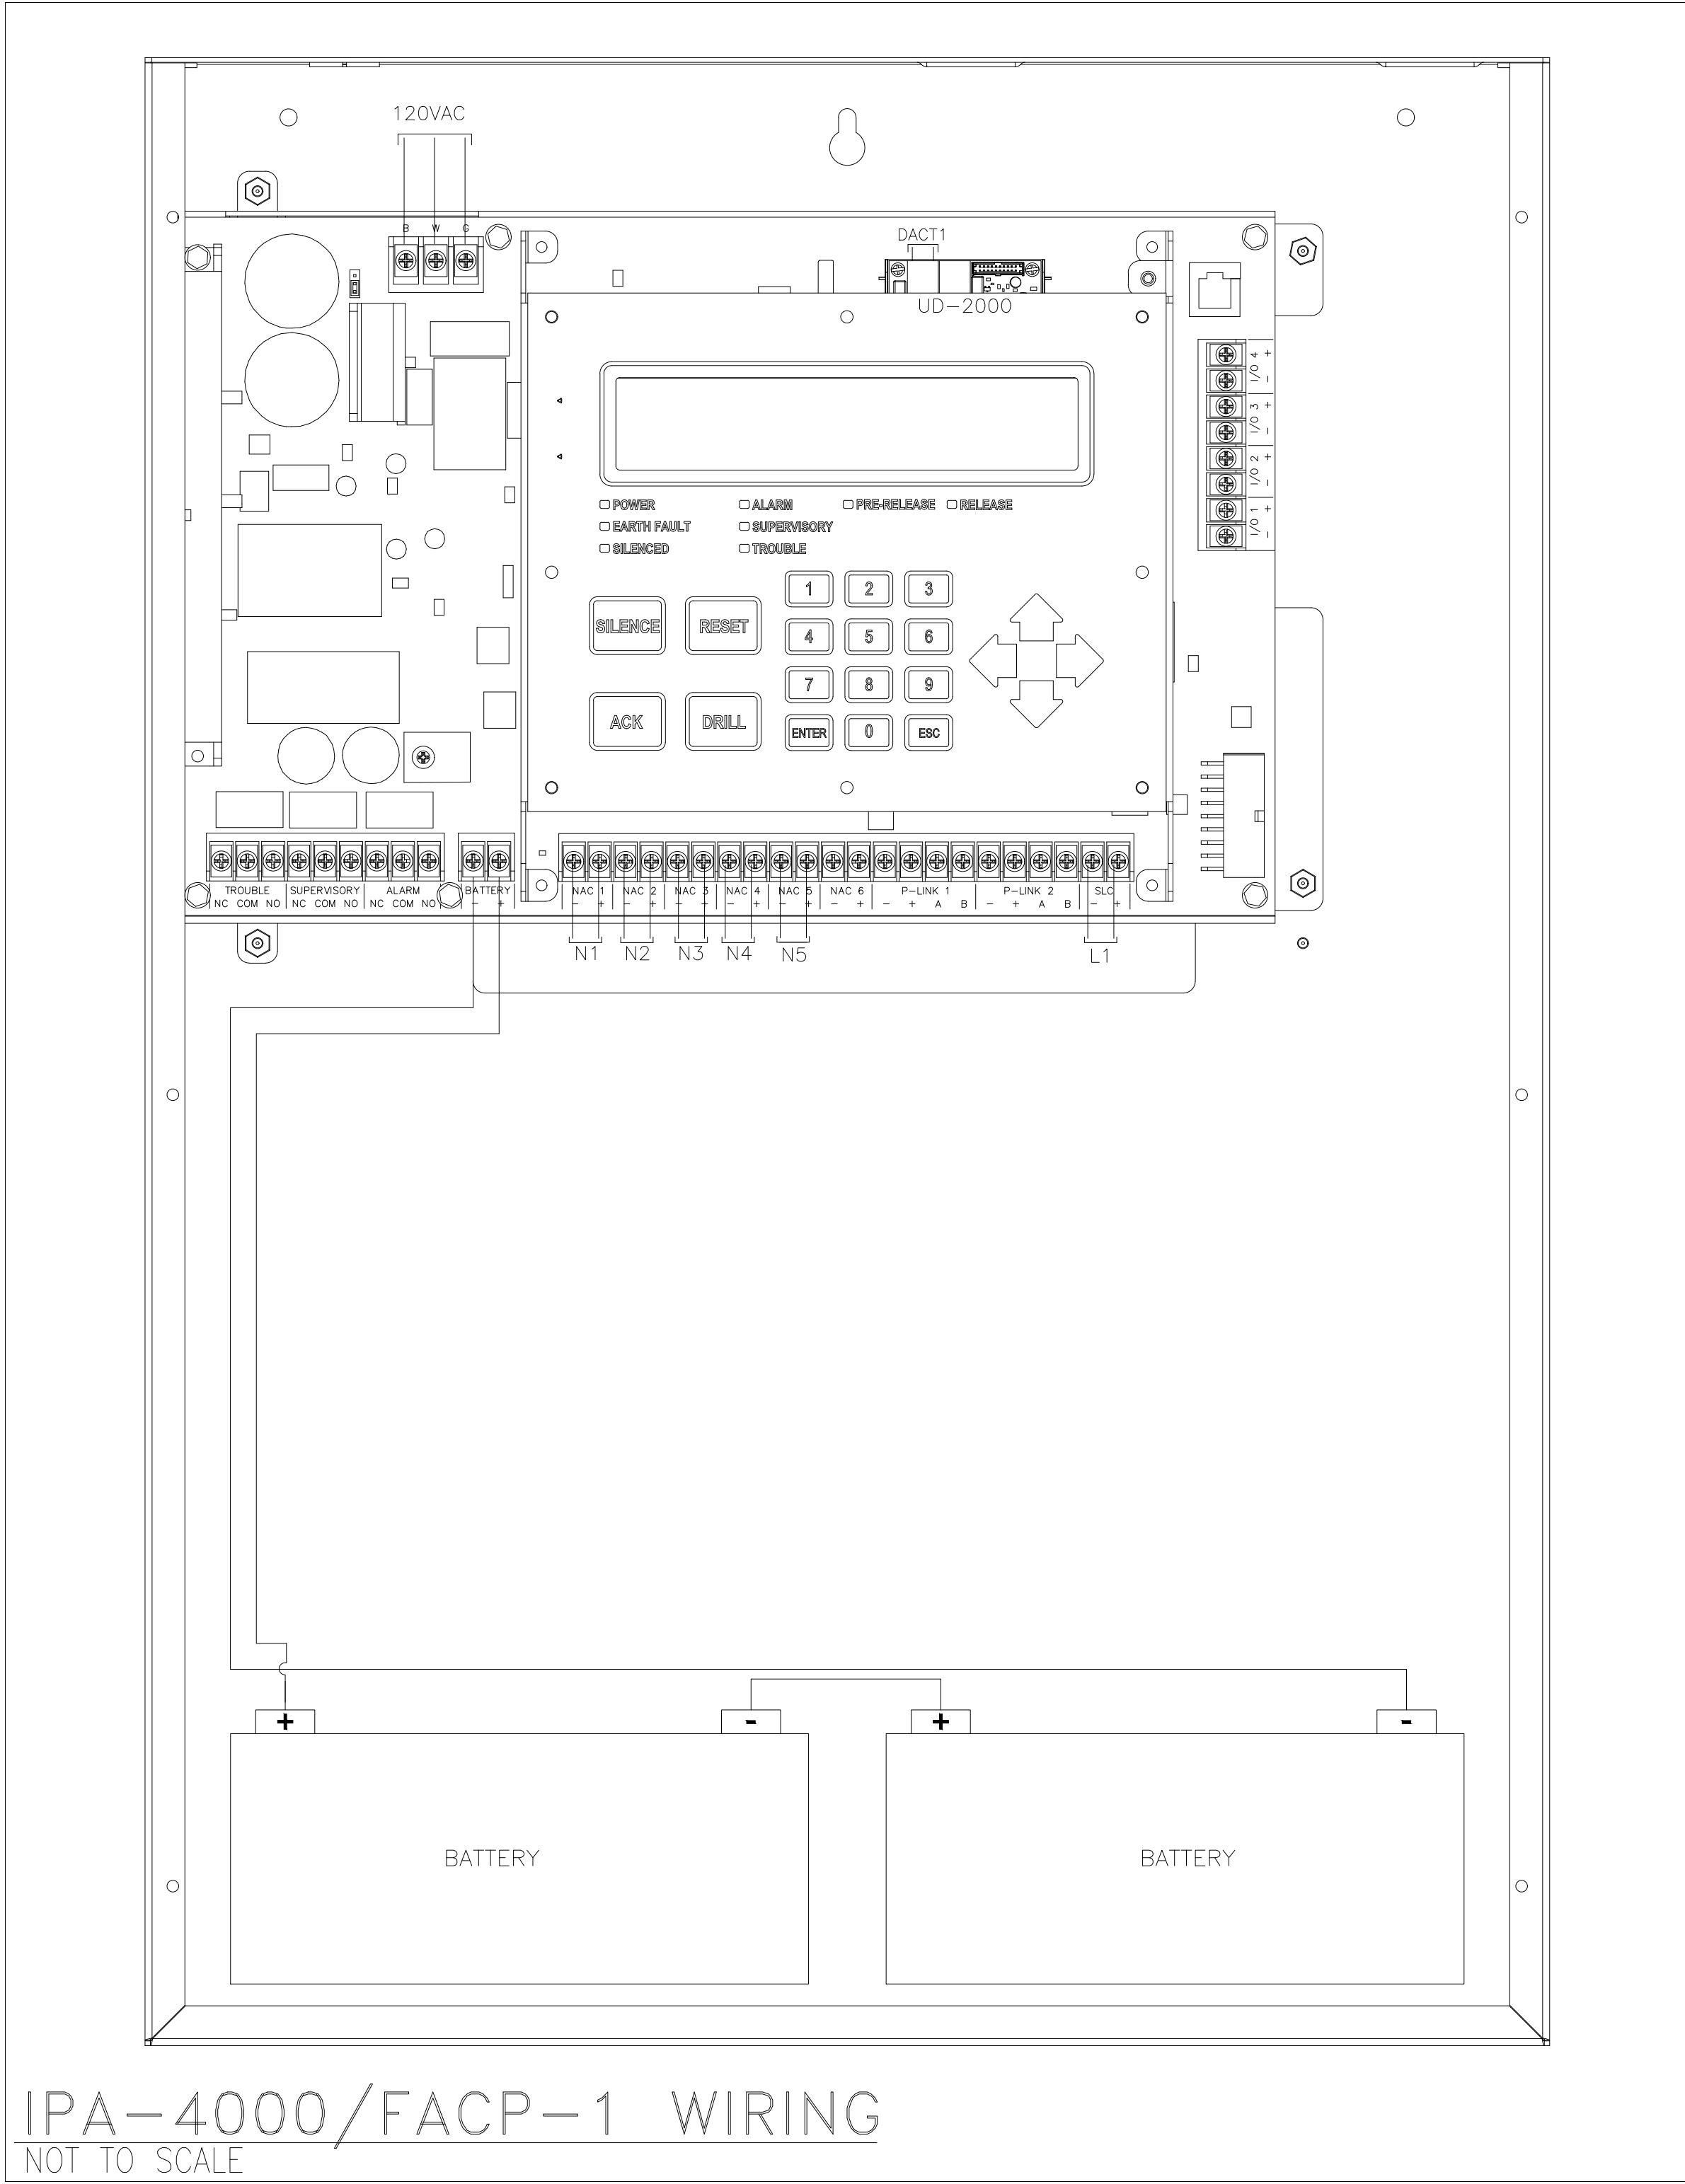 120VAC
B W G
DACT1
UD-2000
I/O 4 + -
I/O 3 + -
I/O 2 + -
I/O 1 + -
POWER ALARM PRE-RELEASE RELEASE
EARTH FAULT SUPERVISORY
SILENCED TROUBLE
1 2 3
SILENCE RESET
4 5 6
7 8 9
ACK DRILL
ENTER 0 ESC
TROUBLE SUPERVISORY ALARM BATTERY NAC 1 NAC 2 NAC 3 NAC 4 NAC 5 NAC 6 P-LINK 1 P-LINK 2 SLC
NC COM NO NC COM NO NC COM NO - + - + - + - + - + - + - + - + A B - + A B - +
N1 N2 N3 N4 N5 L1
+ - + -
BATTERY BATTERY
IPA-4000/FACP-1 WIRING
NOT TO SCALE